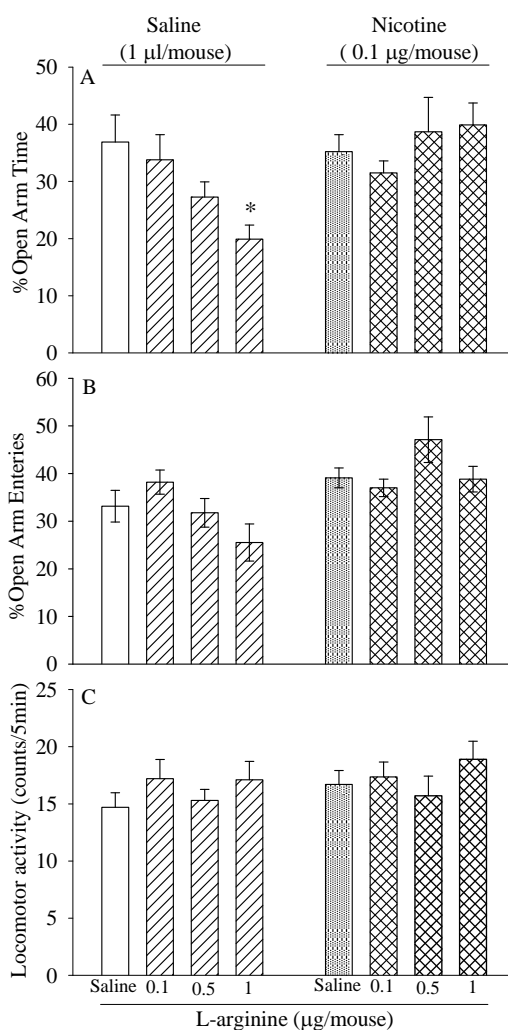 Saline
(1 μl/mouse)
Nicotine
( 0.1 μg/mouse)
A
%Open Arm Time
50
40
30
20
10
0
*
B
%Open Arm Enteries
60
50
40
30
20
10
0
C
Locomotor activity (counts/5min)
25
20
15
10
5
0
Saline 0.1 0.5 1 Saline 0.1 0.5 1
L-arginine (μg/mouse)